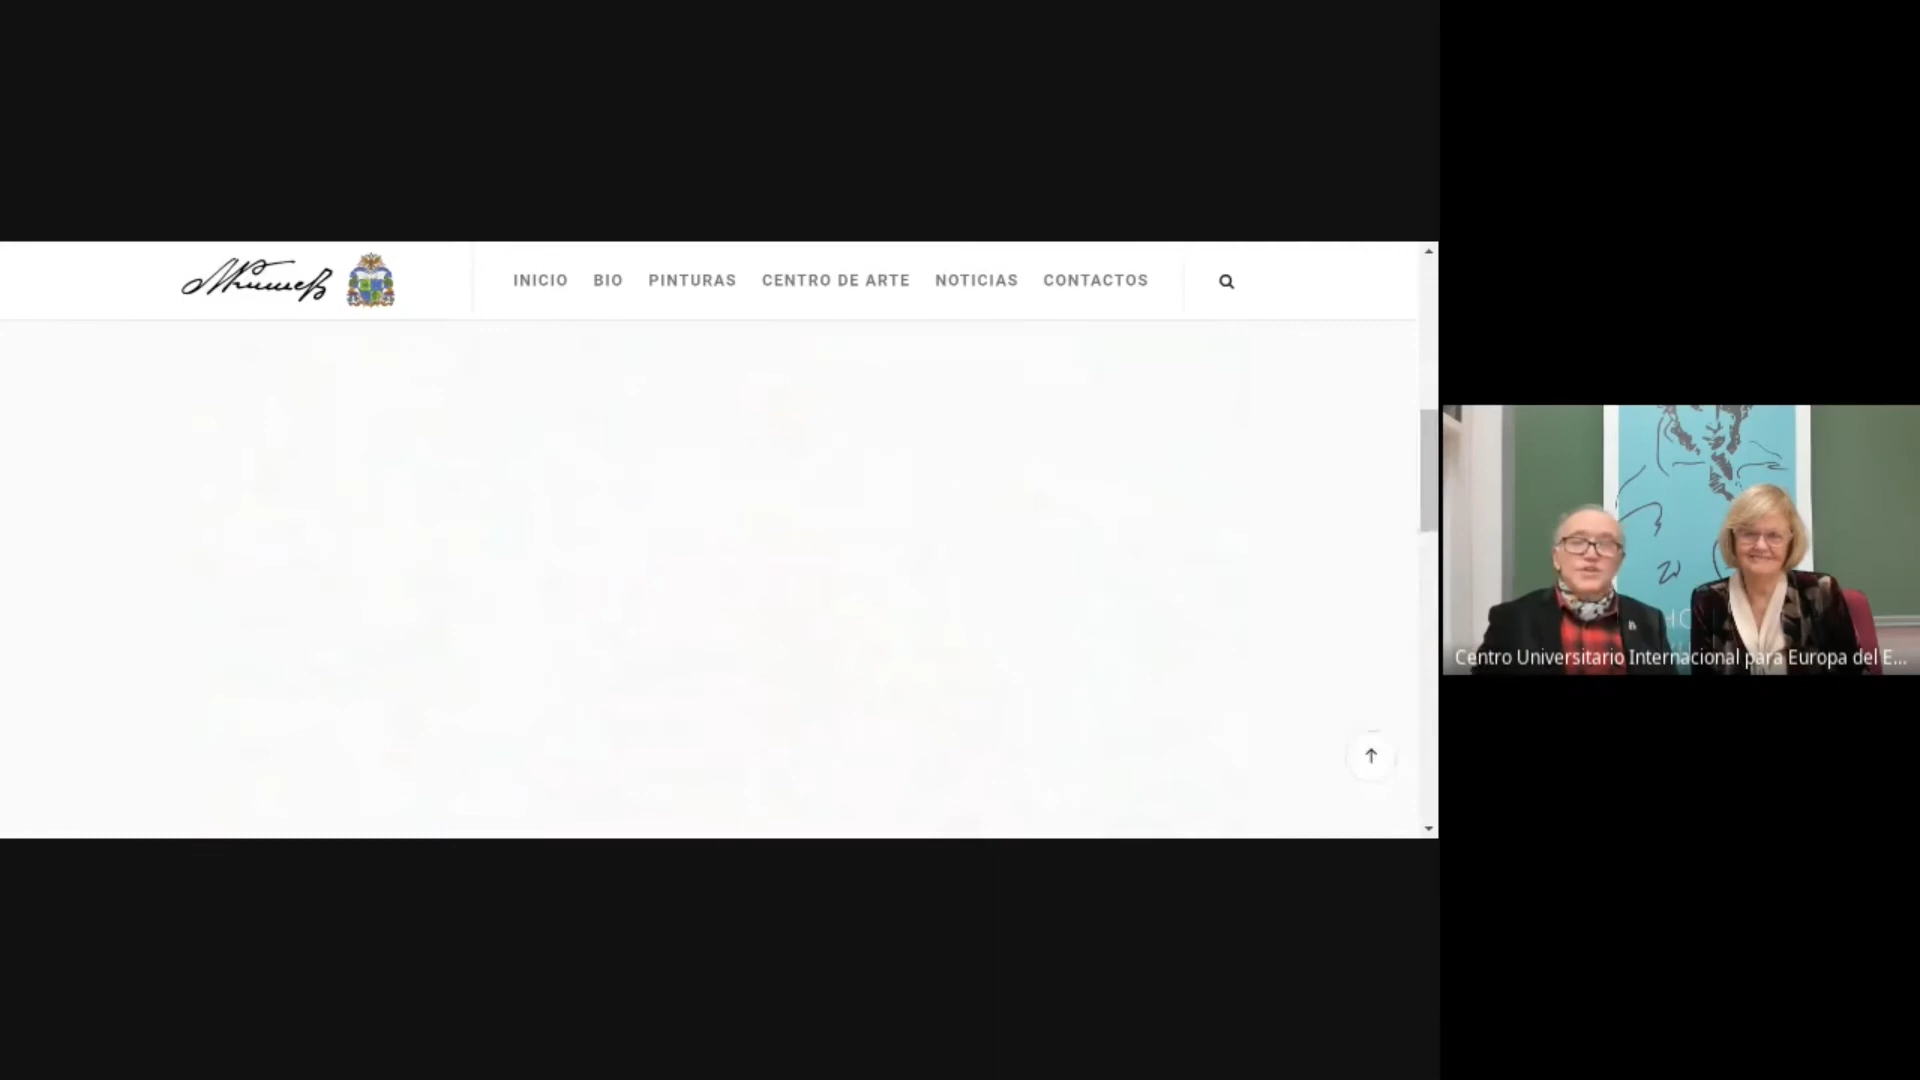 INICIO BIO PINTURAS CENTRO DE ARTE NOTICIAS CONTACTOS
Centro Universitario Internacional para Europa del E...